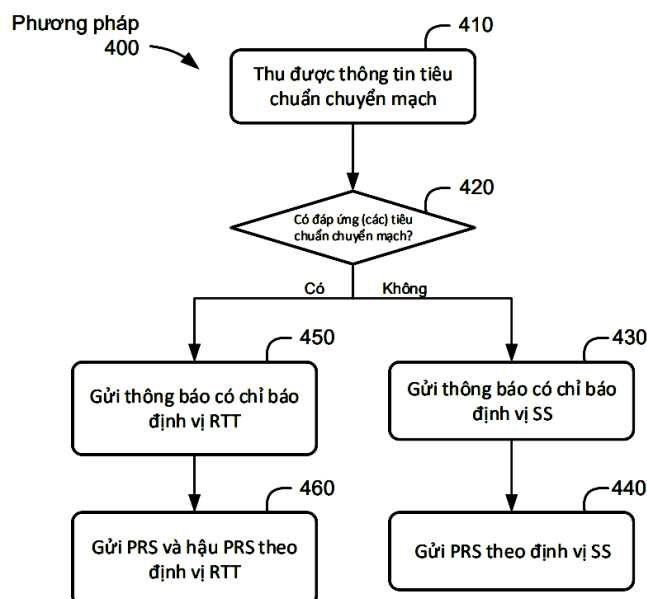 Phương pháp
400
410
Thu được thông tin tiêu
chuẩn chuyển mạch
420
Có đáp ứng (các) tiêu
chuẩn chuyển mạch?
Có
Không
450
Gửi thông báo có chỉ báo
định vị RTT
430
Gửi thông báo có chỉ báo
định vị SS
460
Gửi PRS và hậu PRS theo
định vị RTT
440
Gửi PRS theo định vị SS